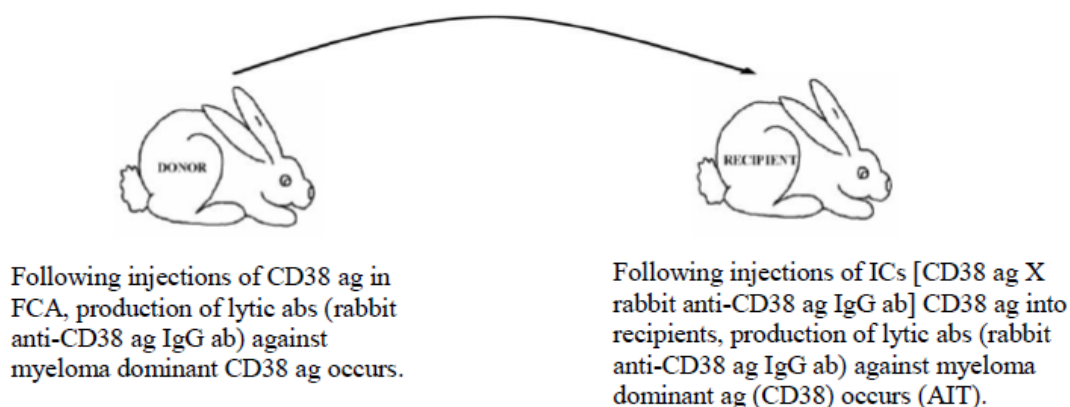 DONOR
RECIPIENT
Following injections of CD38 ag in
FCA, production of lytic abs (rabbit
anti-CD38 ag IgG ab) against
myeloma dominant CD38 ag occurs.
Following injections of ICs [CD38 ag X
rabbit anti-CD38 ag IgG ab] CD38 ag into
recipients, production of lytic abs (rabbit
anti-CD38 ag IgG ab) against myeloma
dominant ag (CD38) occurs (AIT).